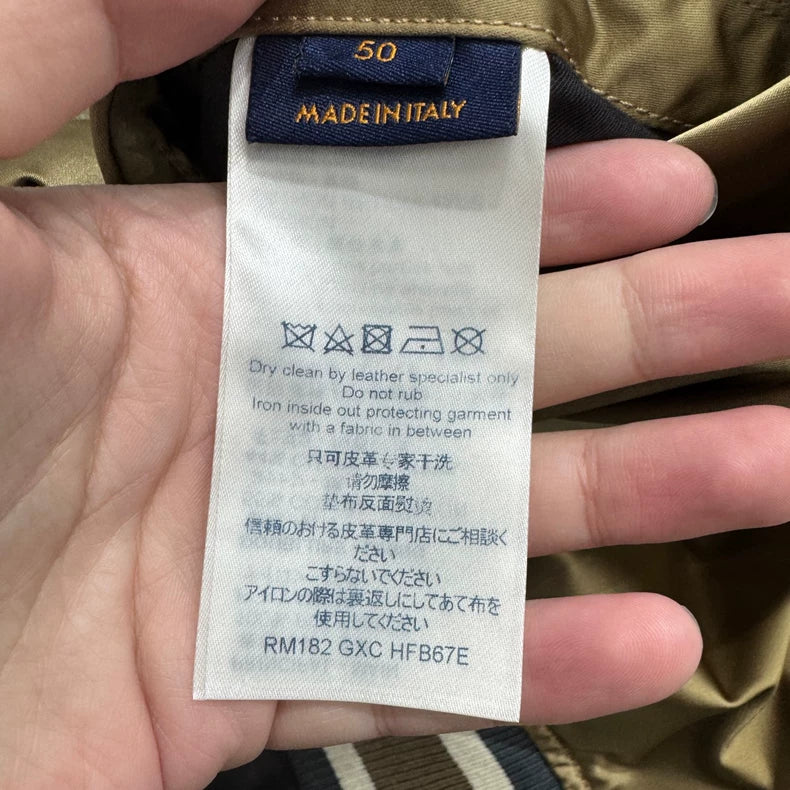 50
MADE IN ITALY
Dry clean by leather specialist only
Do not rub
Iron inside out protecting garment
with a fabric in between
只可皮革专家干洗
请勿摩擦
垫布反面熨烫
信頼のおける皮革専門店にご相談く
ださい
こすらないでください
アイロンの際は裏返しにしてあて布を
使用してください
RM182 GXC HFB67E